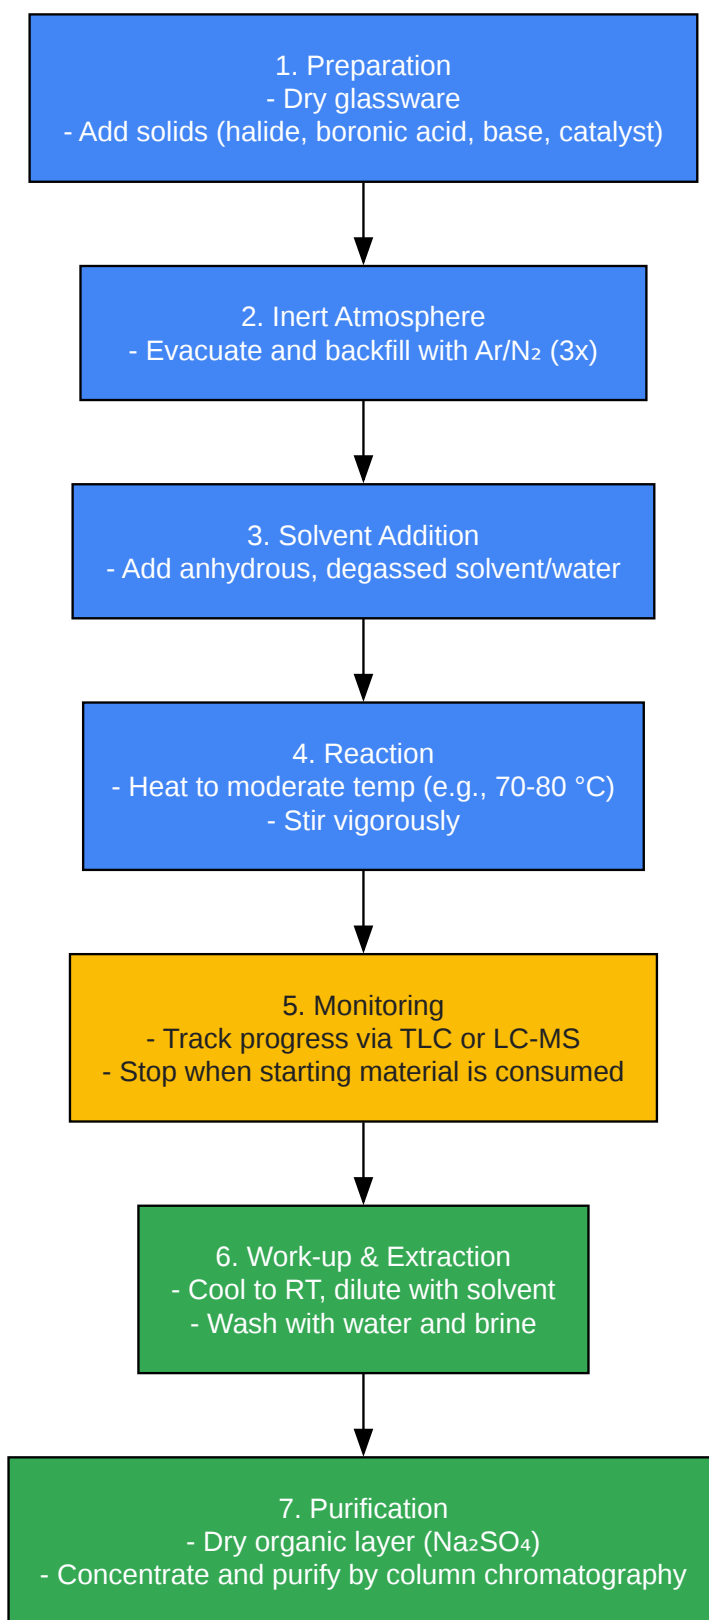 1. Preparation
- Dry glassware
- Add solids (halide, boronic acid, base, catalyst)
2. Inert Atmosphere
- Evacuate and backfill with Ar/N₂ (3x)
3. Solvent Addition
- Add anhydrous, degassed solvent/water
4. Reaction
- Heat to moderate temp (e.g., 70-80 °C)
- Stir vigorously
5. Monitoring
- Track progress via TLC or LC-MS
- Stop when starting material is consumed
6. Work-up & Extraction
- Cool to RT, dilute with solvent
- Wash with water and brine
7. Purification
- Dry organic layer (Na₂SO₄)
- Concentrate and purify by column chromatography